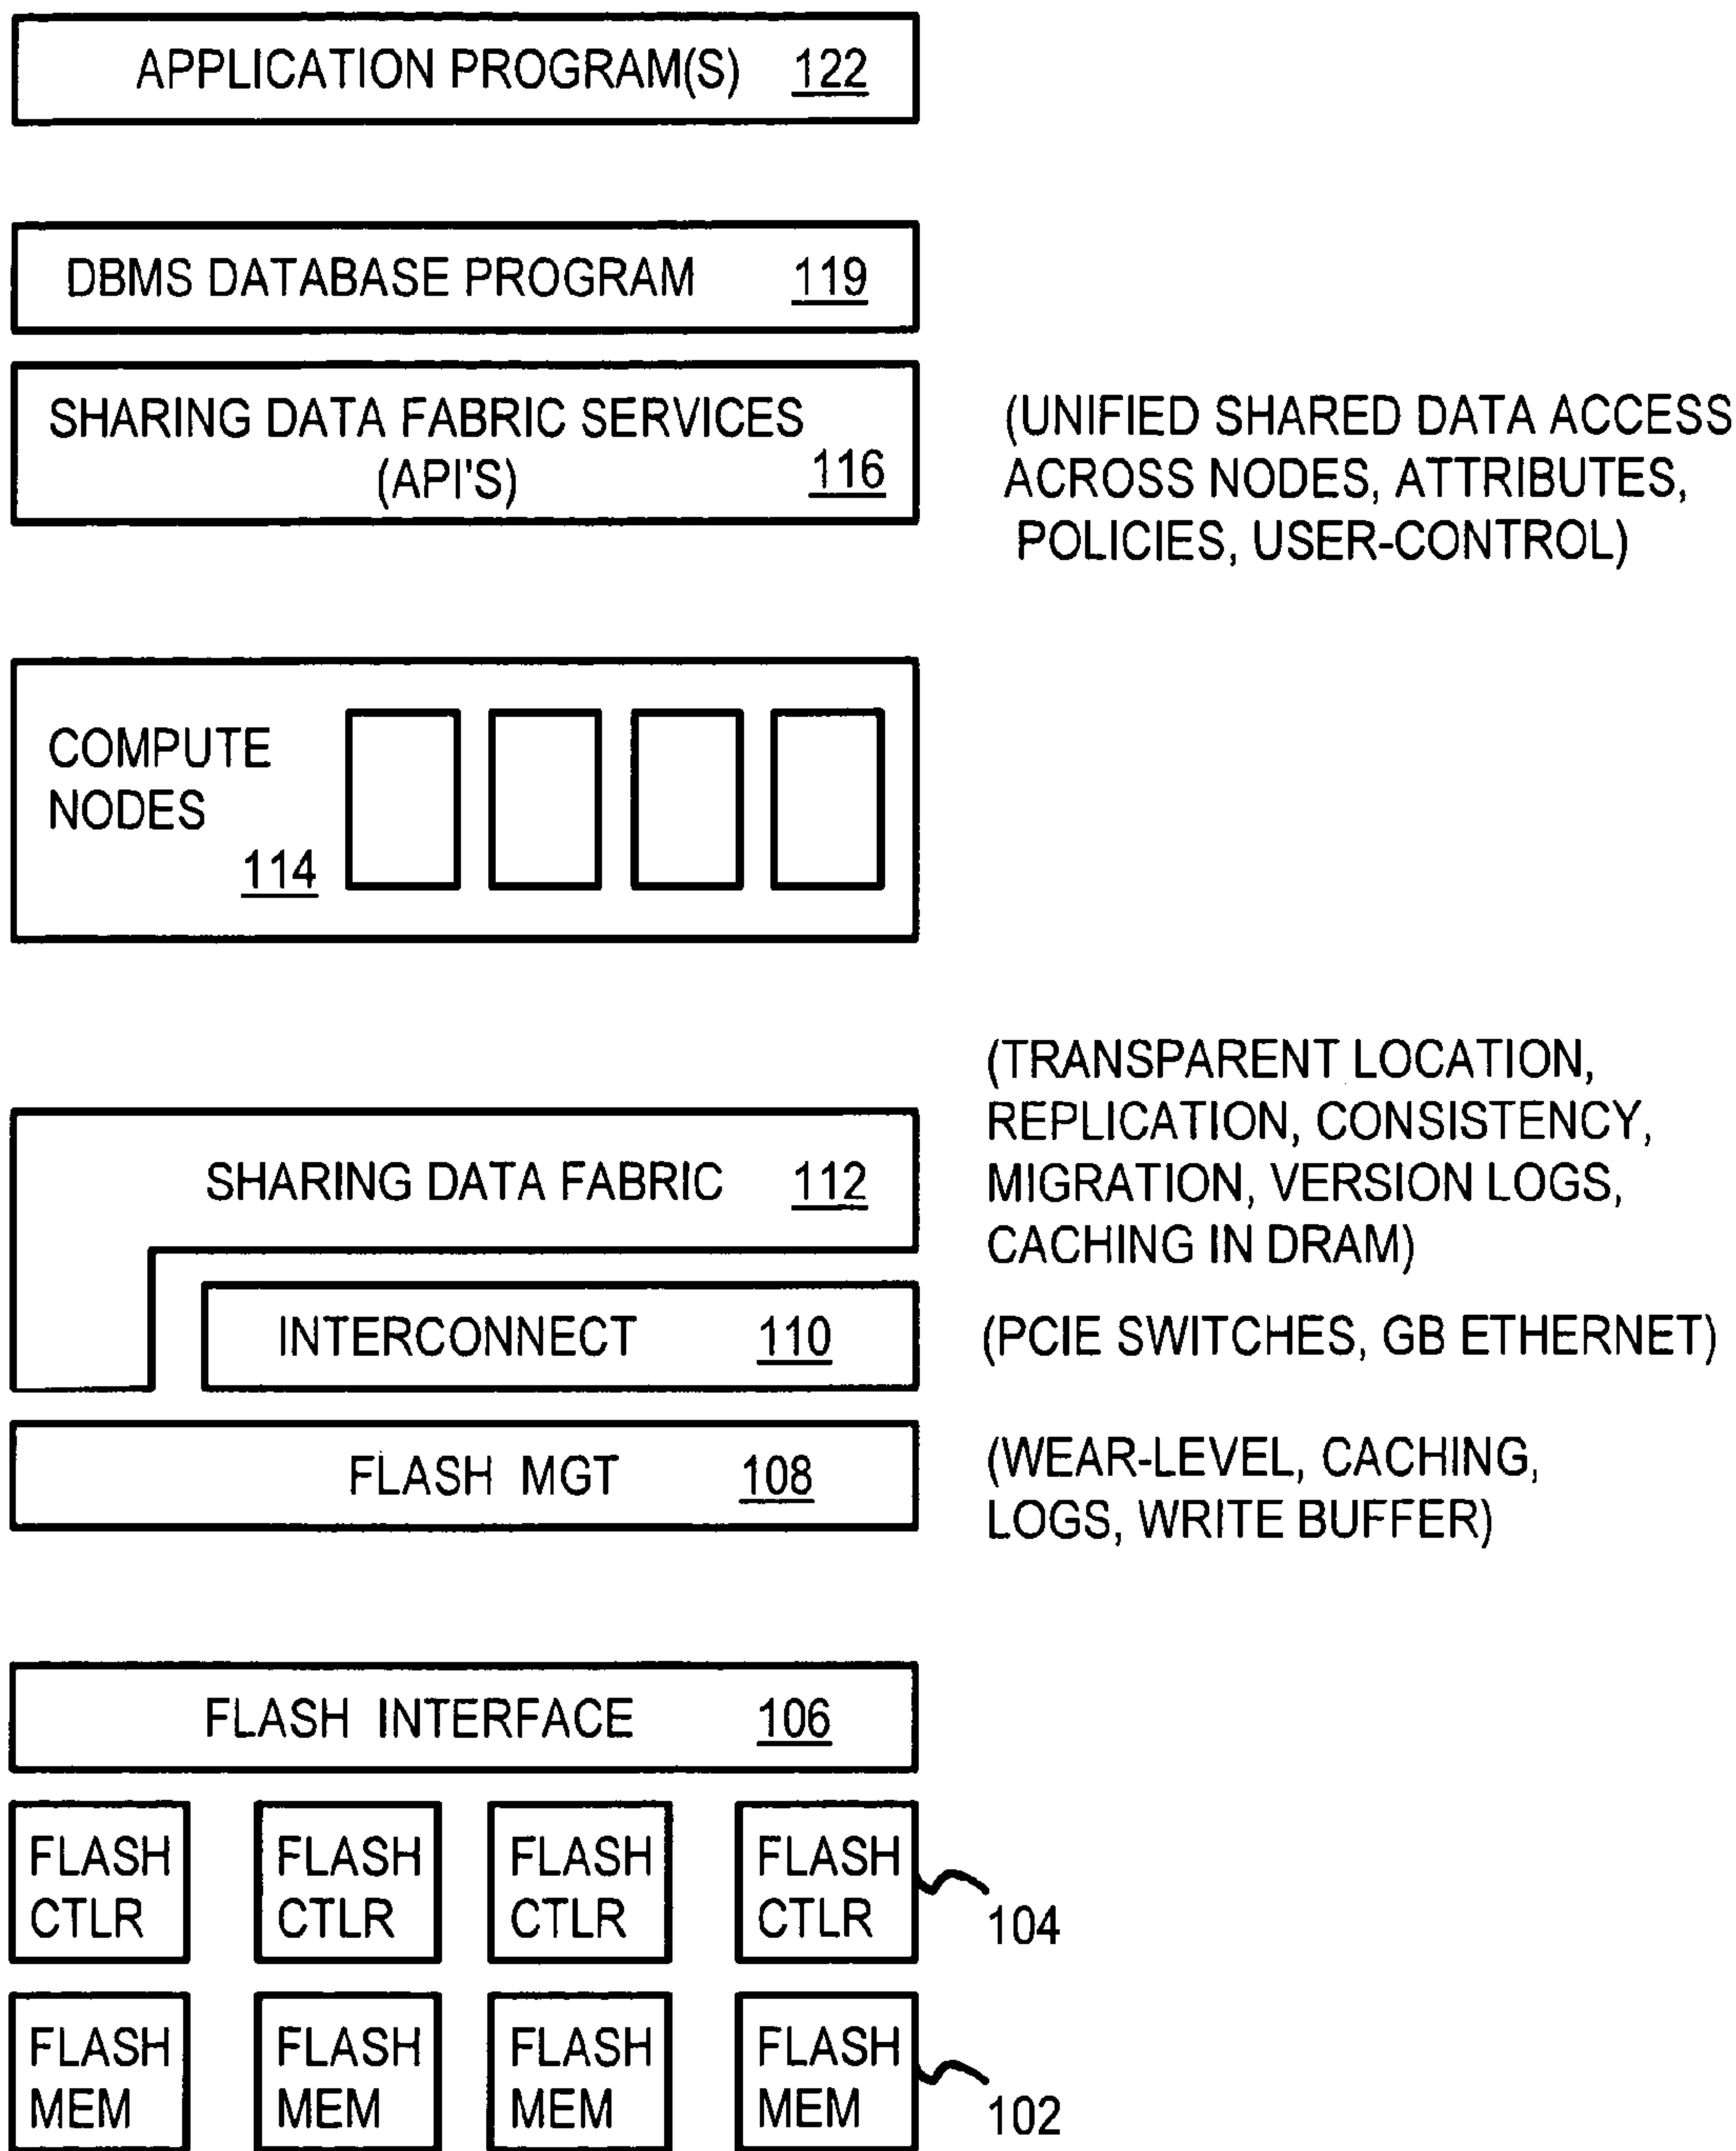 APPLICATION PROGRAM(S) 122
DBMS DATABASE PROGRAM 119
SHARING DATA FABRIC SERVICES
(API'S) 116
(UNIFIED SHARED DATA ACCESS
ACROSS NODES, ATTRIBUTES,
POLICIES, USER-CONTROL)
COMPUTE
NODES
114
SHARING DATA FABRIC 112
(TRANSPARENT LOCATION,
REPLICATION, CONSISTENCY,
MIGRATION, VERSION LOGS,
CACHING IN DRAM)
INTERCONNECT 110
(PCIE SWITCHES, GB ETHERNET)
FLASH MGT 108
(WEAR-LEVEL, CACHING,
LOGS, WRITE BUFFER)
FLASH INTERFACE 106
FLASH
CTLR
FLASH
CTLR
FLASH
CTLR
FLASH
CTLR
104
FLASH
MEM
FLASH
MEM
FLASH
MEM
FLASH
MEM
102